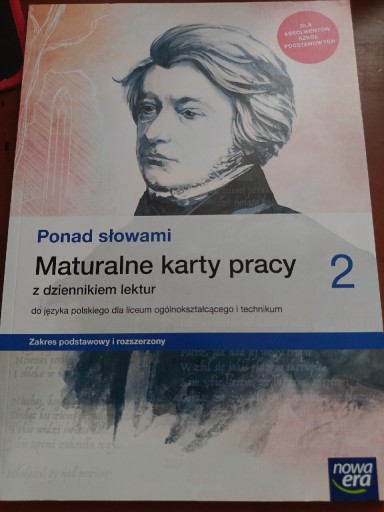 DLA
ABSOLWENTÓW
SZKÓŁ
PODSTAWOWYCH
Ponad słowami
Maturalne karty pracy 2
z dziennikiem lektur
do języka polskiego dla liceum ogólnokształcącego i technikum
Zakres podstawowy i rozszerzony
nowa
era